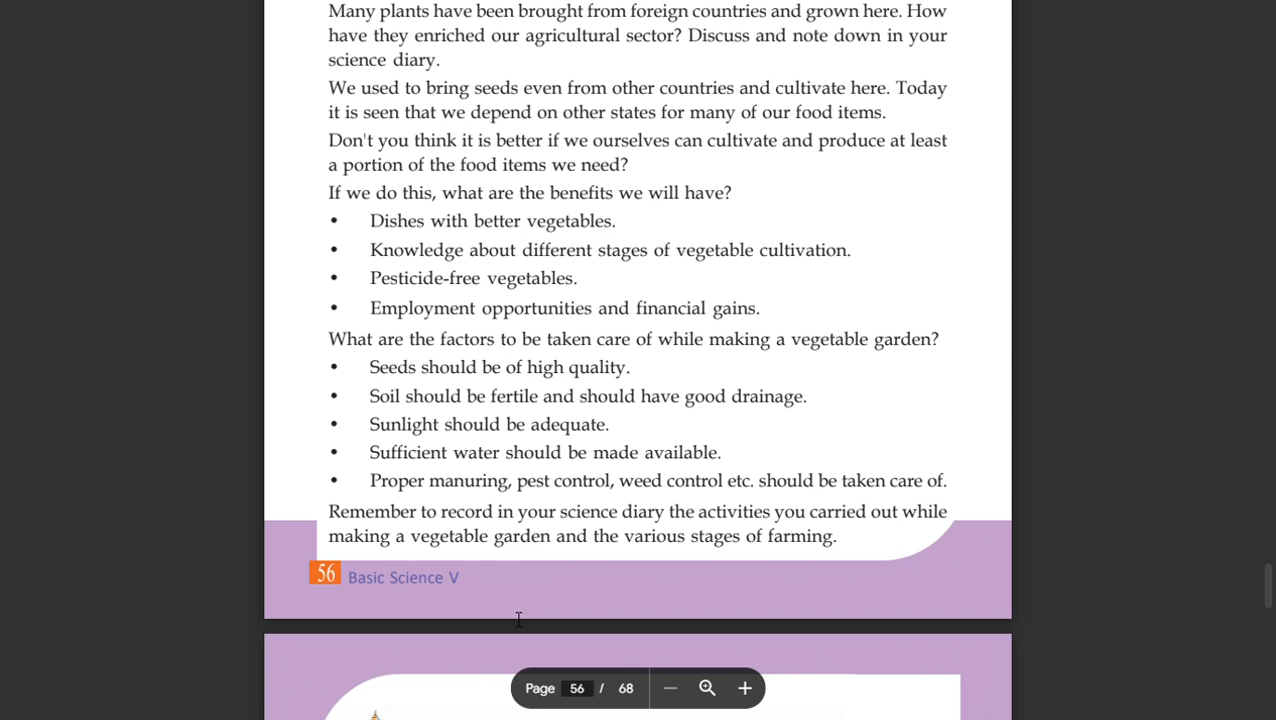 Many plants have been brought from foreign countries and grown here. How
have they enriched our agricultural sector? Discuss and note down in your
science diary.
We used to bring seeds even from other countries and cultivate here. Today
it is seen that we depend on other states for many of our food items.
Don't you think it is better if we ourselves can cultivate and produce at least
a portion of the food items we need?
If we do this, what are the benefits we will have?
• Dishes with better vegetables.
• Knowledge about different stages of vegetable cultivation.
• Pesticide-free vegetables.
• Employment opportunities and financial gains.
What are the factors to be taken care of while making a vegetable garden?
• Seeds should be of high quality.
• Soil should be fertile and should have good drainage.
• Sunlight should be adequate.
• Sufficient water should be made available.
• Proper manuring, pest control, weed control etc. should be taken care of.
Remember to record in your science diary the activities you carried out while
making a vegetable garden and the various stages of farming.
56 Basic Science V
Page 56 / 68